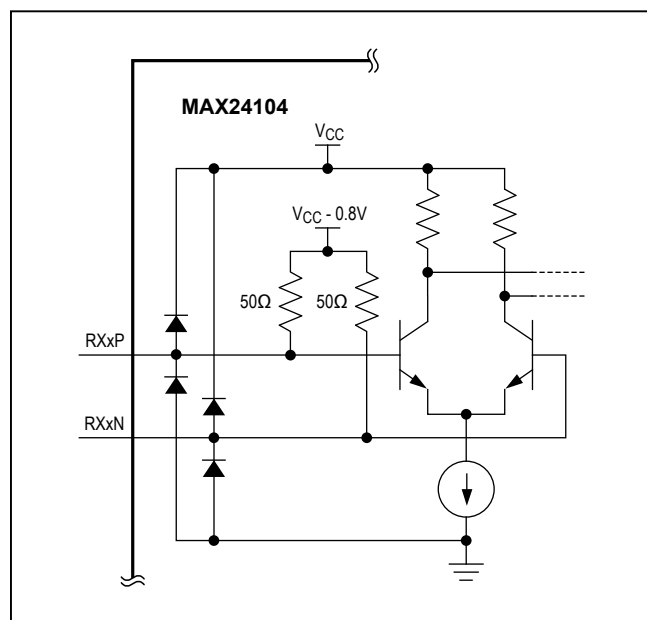 MAX24104
VCC
VCC - 0.8V
50Ω 50Ω
RXxP
RXxN